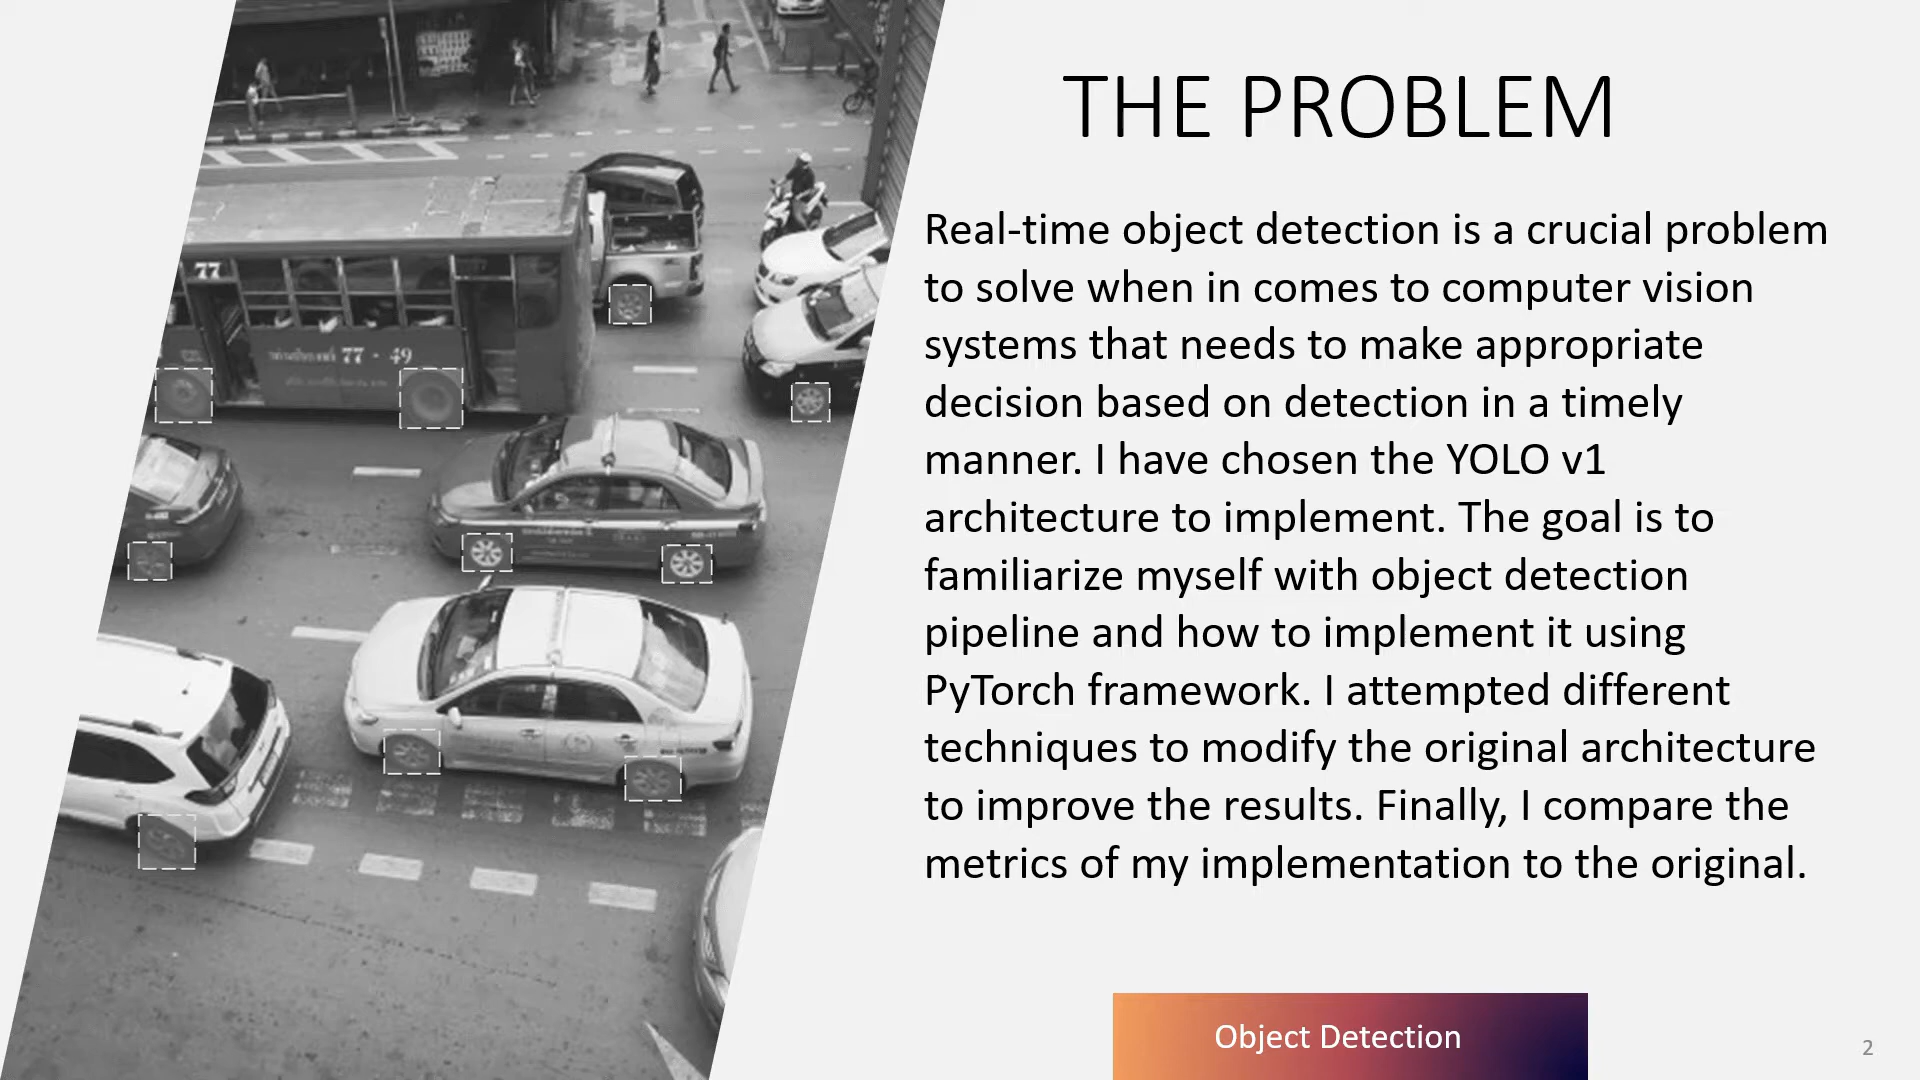 THE PROBLEM
Real-time object detection is a crucial problem
to solve when in comes to computer vision
systems that needs to make appropriate
decision based on detection in a timely
manner. I have chosen the YOLO v1
architecture to implement. The goal is to
familiarize myself with object detection
pipeline and how to implement it using
PyTorch framework. I attempted different
techniques to modify the original architecture
to improve the results. Finally, I compare the
metrics of my implementation to the original.
77
77 - 49
Object Detection
2